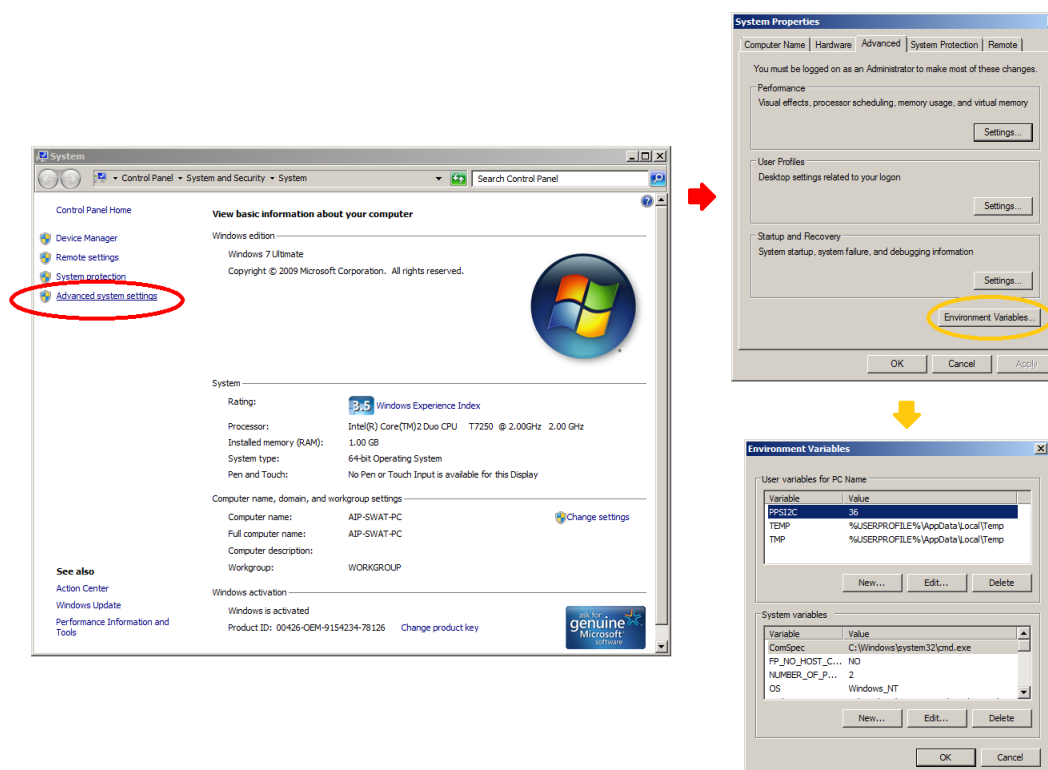 System
Control Panel
System and Security
System
Search Control Panel
Control Panel Home
Device Manager
Remote settings
System protection
Advanced system settings
See also
Action Center
Windows Update
Performance Information and
Tools
View basic information about your computer
Windows edition
Windows 7 Ultimate
Copyright © 2009 Microsoft Corporation. All rights reserved.
System
Rating: 3,5 Windows Experience Index
Processor: Intel(R) Core(TM)2 Duo CPU T7250 @ 2.00GHz 2.00 GHz
Installed memory (RAM): 1.00 GB
System type: 64-bit Operating System
Pen and Touch: No Pen or Touch Input is available for this Display
Computer name, domain, and workgroup settings
Computer name: AIP-SWAT-PC Change settings
Full computer name: AIP-SWAT-PC
Computer description:
Workgroup: WORKGROUP
Windows activation
Windows is activated
Product ID: 00426-OEM-9154234-78126 Change product key
ask for
genuine
Microsoft
software
System Properties
Computer Name Hardware Advanced System Protection Remote
You must be logged on as an Administrator to make most of these changes.
Performance
Visual effects, processor scheduling, memory usage, and virtual memory
Settings...
User Profiles
Desktop settings related to your logon
Settings...
Startup and Recovery
System startup, system failure, and debugging information
Settings...
Environment Variables...
OK Cancel Apply
Environment Variables
User variables for PC Name
Variable Value
PPSI2C 36
TEMP %USERPROFILE%\AppData\Local\Temp
TMP %USERPROFILE%\AppData\Local\Temp
New... Edit... Delete
System variables
Variable Value
ComSpec C:\Windows\system32\cmd.exe
FP_NO_HOST_C... NO
NUMBER_OF_P... 2
OS Windows_NT
New... Edit... Delete
OK Cancel